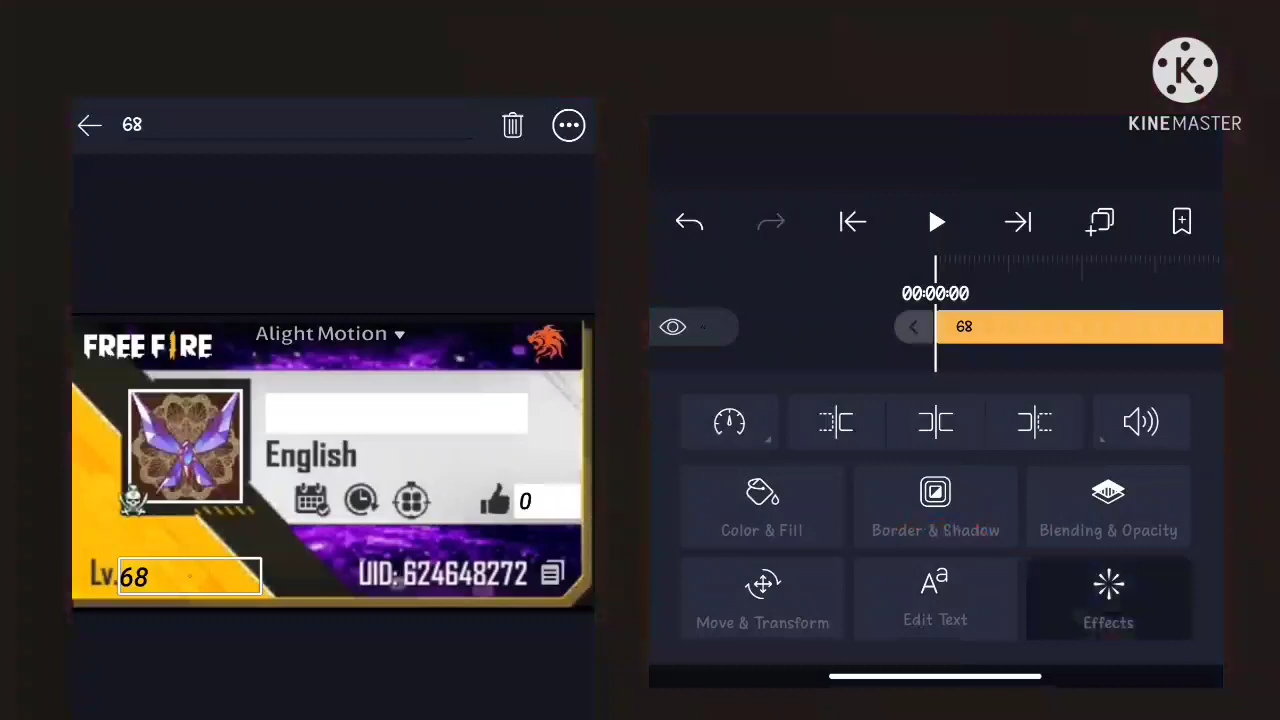 KINEMASTER
68
00:00:00
68
FREE FIRE
Alight Motion
English
0
Lv.68
UID: 624648272
Color & Fill
Border & Shadow
Blending & Opacity
Move & Transform
Aa
Edit Text
Effects